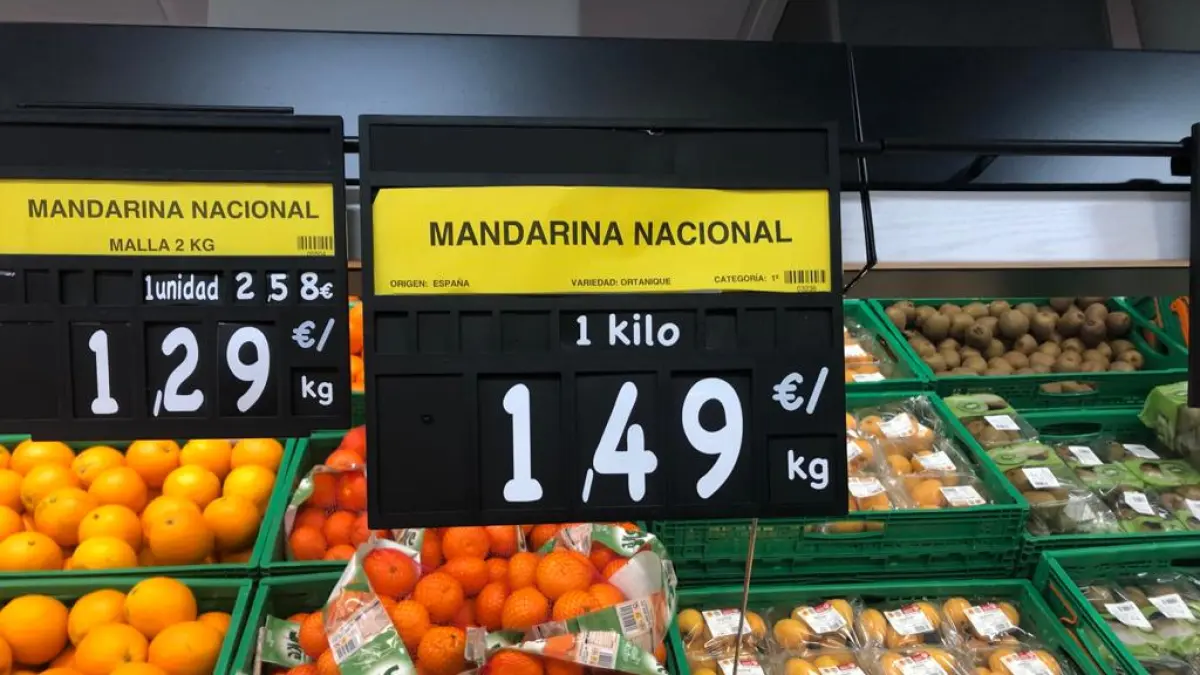 MANDARINA NACIONAL
MALLA 2 KG
1unidad 2,58€
1,29 €/kg
MANDARINA NACIONAL
ORIGEN: ESPAÑA VARIEDAD: ORTANIQUE CATEGORÍA: 1ª
03236
1 kilo
1,49 €/kg